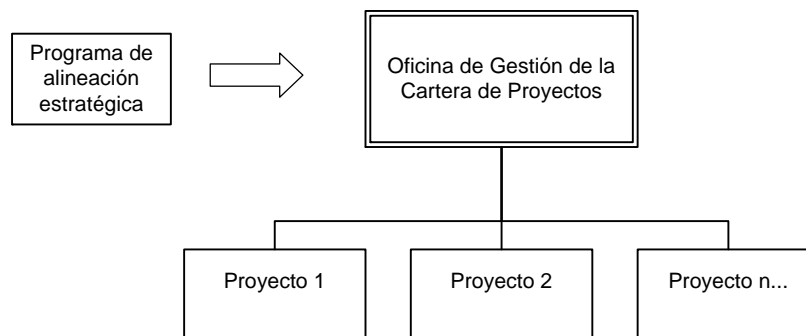 Programa de
alineación
estratégica
Oficina de Gestión de la
Cartera de Proyectos
Proyecto 1
Proyecto 2
Proyecto n...